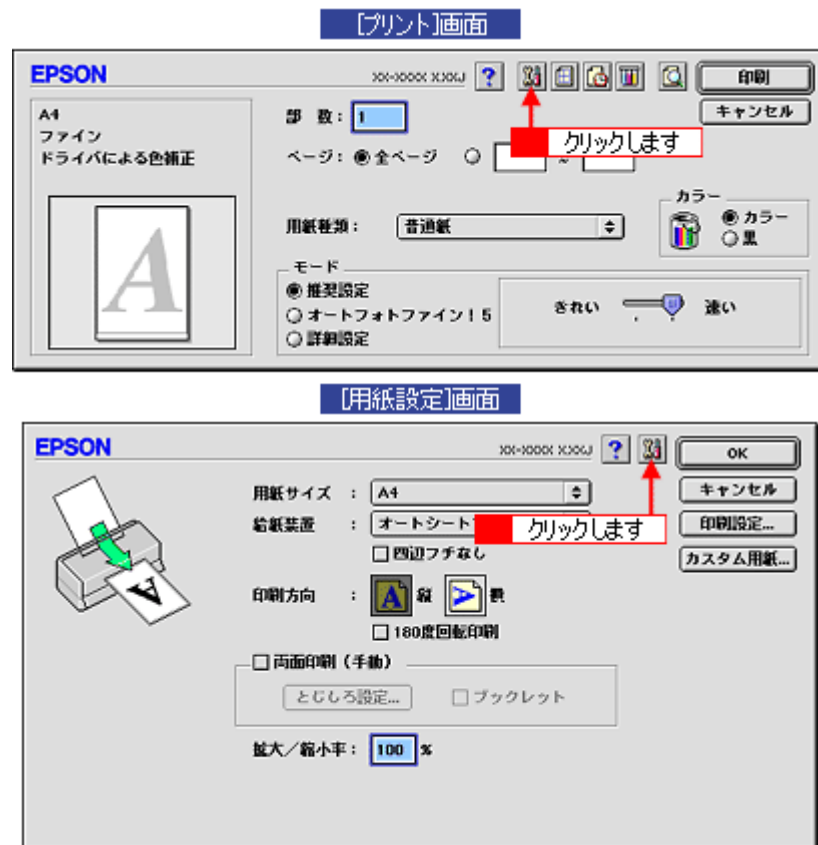 [プリント]画面
EPSON
XX-XXXX X.XXJ
?
印刷
A4
ファイン
ドライバによる色補正
部 数: 1
キャンセル
クリックします
ページ: 全ページ ~
用紙種類: 普通紙
カラー
カラー
黒
モード
推奨設定
オートフォトファイン!5
詳細設定
きれい 速い
[用紙設定]画面
EPSON
XX-XXXX X.XXJ
?
OK
用紙サイズ : A4
キャンセル
給紙装置 : オートシート
クリックします
印刷設定...
四辺フチなし
カスタム用紙...
印刷方向 : 縦 横
180度回転印刷
両面印刷(手動)
とじしろ設定... ブックレット
拡大/縮小率: 100 %